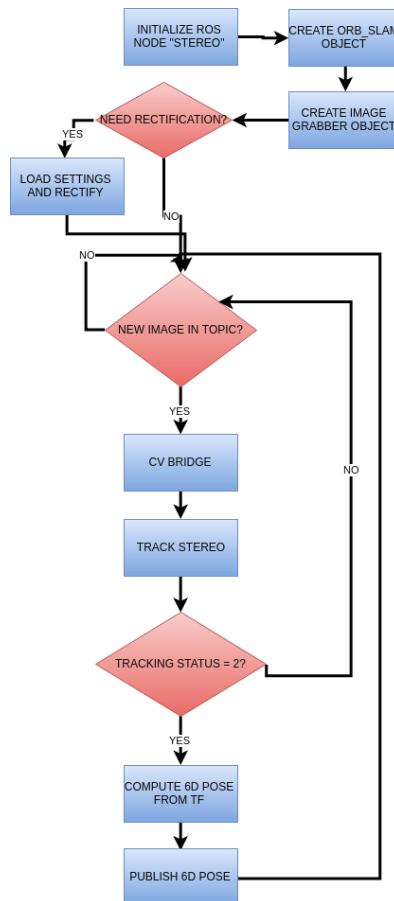 INITIALIZE ROS
NODE "STEREO"
CREATE ORB_SLAM
OBJECT
CREATE IMAGE
GRABBER OBJECT
NEED RECTIFICATION?
YES
LOAD SETTINGS
AND RECTIFY
NO
NO
NEW IMAGE IN TOPIC?
YES
CV BRIDGE
NO
TRACK STEREO
TRACKING STATUS = 2?
YES
COMPUTE 6D POSE
FROM TF
PUBLISH 6D POSE